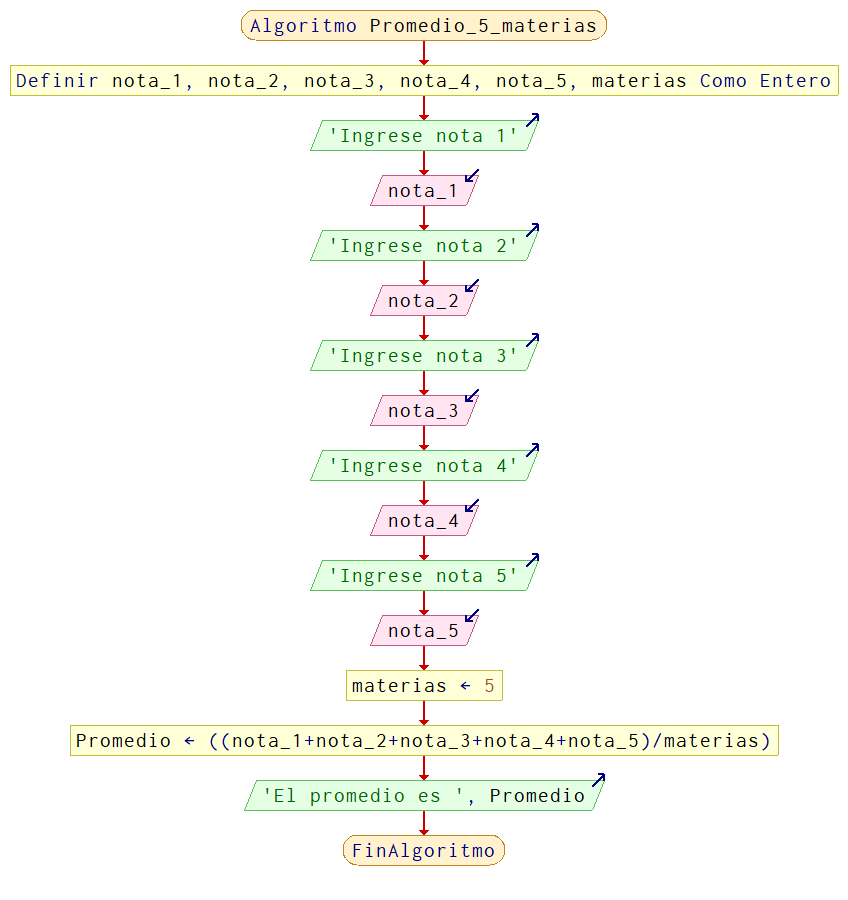 Algoritmo Promedio_5_materias
Definir nota_1, nota_2, nota_3, nota_4, nota_5, materias Como Entero
'Ingrese nota 1'
nota_1
'Ingrese nota 2'
nota_2
'Ingrese nota 3'
nota_3
'Ingrese nota 4'
nota_4
'Ingrese nota 5'
nota_5
materias ← 5
Promedio ← ((nota_1+nota_2+nota_3+nota_4+nota_5)/materias)
'El promedio es ', Promedio
FinAlgoritmo